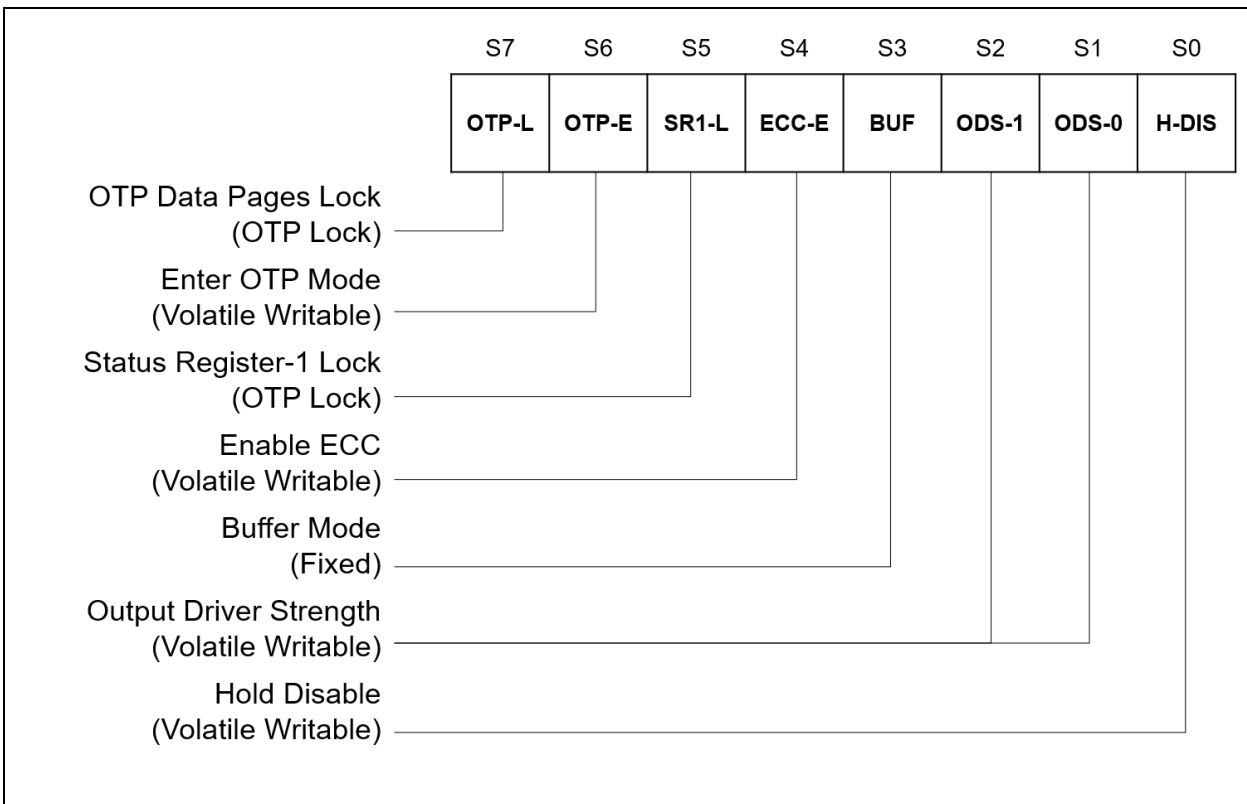 S7 S6 S5 S4 S3 S2 S1 S0
OTP-L OTP-E SR1-L ECC-E BUF ODS-1 ODS-0 H-DIS
OTP Data Pages Lock
(OTP Lock)
Enter OTP Mode
(Volatile Writable)
Status Register-1 Lock
(OTP Lock)
Enable ECC
(Volatile Writable)
Buffer Mode
(Fixed)
Output Driver Strength
(Volatile Writable)
Hold Disable
(Volatile Writable)